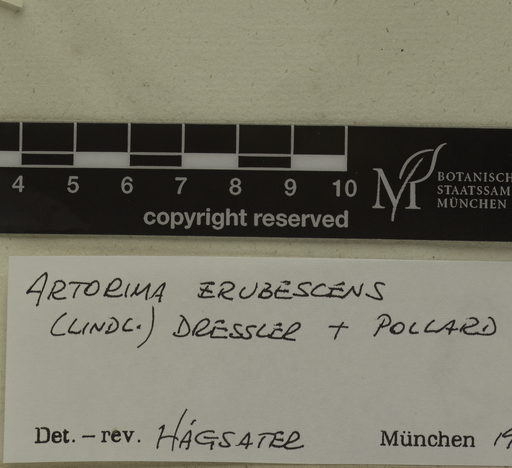 4 5 6 7 8 9 10
copyright reserved
M BOTANISCH
STAATSSAM
MÜNCHEN
ARTORIMA ERUBESCENS
(LINDL.) DRESSLER + POLLARD
Det. – rev. HÁGSATER München 19